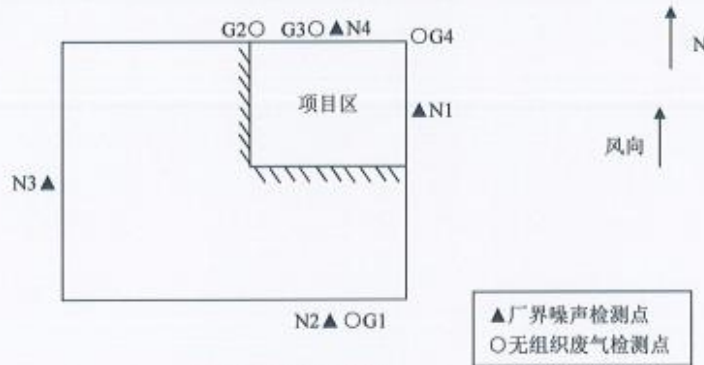 G2○ G3○▲N4 ○G4
N
项目区
▲N1
风向
N3▲
N2▲○G1
▲厂界噪声检测点
○无组织废气检测点